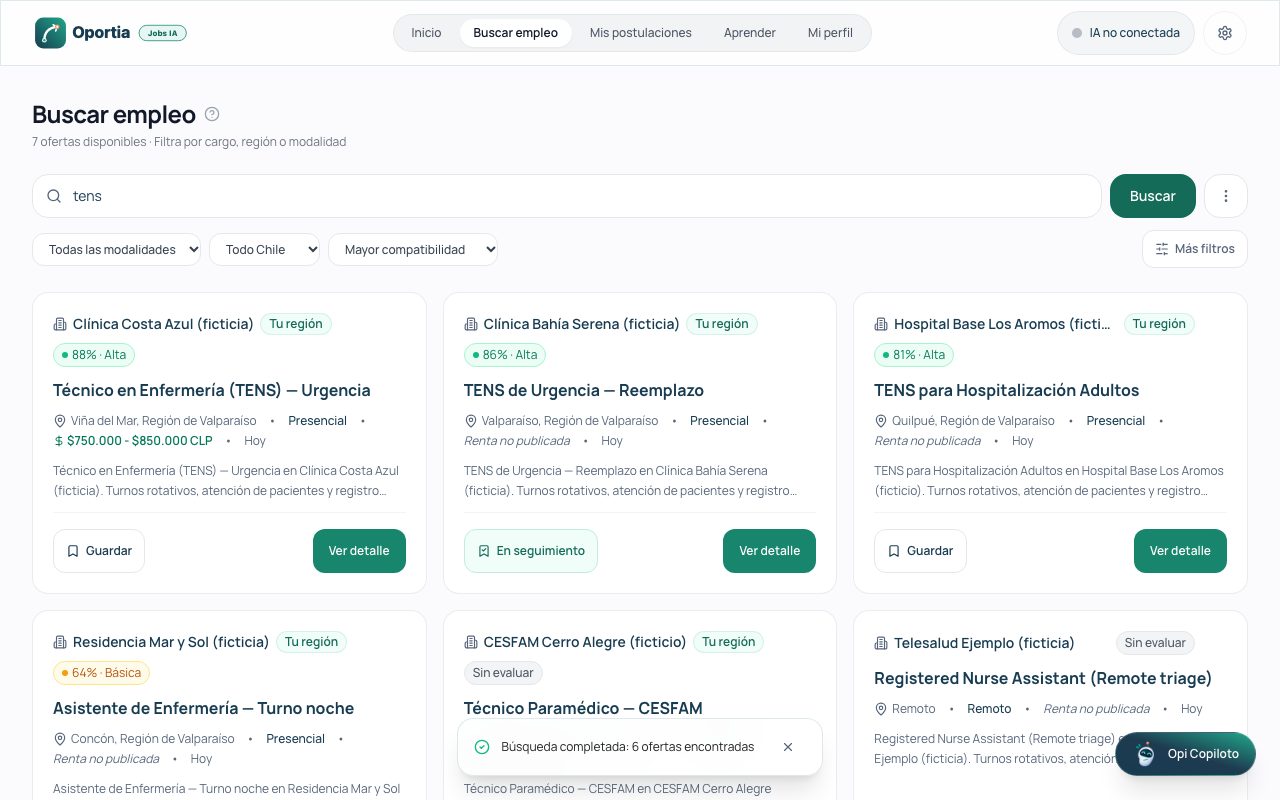 Oportia
Jobs IA
Inicio
Buscar empleo
Mis postulaciones
Aprender
Mi perfil
IA no conectada
Buscar empleo
7 ofertas disponibles · Filtra por cargo, región o modalidad
tens
Buscar
Todas las modalidades
Todo Chile
Mayor compatibilidad
Más filtros
Clínica Costa Azul (ficticia)
Tu región
88% · Alta
Técnico en Enfermería (TENS) — Urgencia
Viña del Mar, Región de Valparaíso • Presencial •
$ $750.000 - $850.000 CLP • Hoy
Técnico en Enfermería (TENS) — Urgencia en Clínica Costa Azul
(ficticia). Turnos rotativos, atención de pacientes y registro…
Guardar
Ver detalle
Clínica Bahía Serena (ficticia)
Tu región
86% · Alta
TENS de Urgencia — Reemplazo
Valparaíso, Región de Valparaíso • Presencial •
Renta no publicada • Hoy
TENS de Urgencia — Reemplazo en Clínica Bahía Serena
(ficticia). Turnos rotativos, atención de pacientes y registro…
En seguimiento
Ver detalle
Hospital Base Los Aromos (ficti…
Tu región
81% · Alta
TENS para Hospitalización Adultos
Quilpué, Región de Valparaíso • Presencial •
Renta no publicada • Hoy
TENS para Hospitalización Adultos en Hospital Base Los Aromos
(ficticio). Turnos rotativos, atención de pacientes y registro…
Guardar
Ver detalle
Residencia Mar y Sol (ficticia)
Tu región
64% · Básica
Asistente de Enfermería — Turno noche
Concón, Región de Valparaíso • Presencial •
Renta no publicada • Hoy
Asistente de Enfermería — Turno noche en Residencia Mar y Sol
CESFAM Cerro Alegre (ficticio)
Tu región
Sin evaluar
Técnico Paramédico — CESFAM
Técnico Paramédico — CESFAM en CESFAM Cerro Alegre
Telesalud Ejemplo (ficticia)
Sin evaluar
Registered Nurse Assistant (Remote triage)
Remoto • Remoto • Renta no publicada • Hoy
Registered Nurse Assistant (Remote triage)
Ejemplo (ficticia). Turnos rotativos, atención
Búsqueda completada: 6 ofertas encontradas
Opi Copiloto